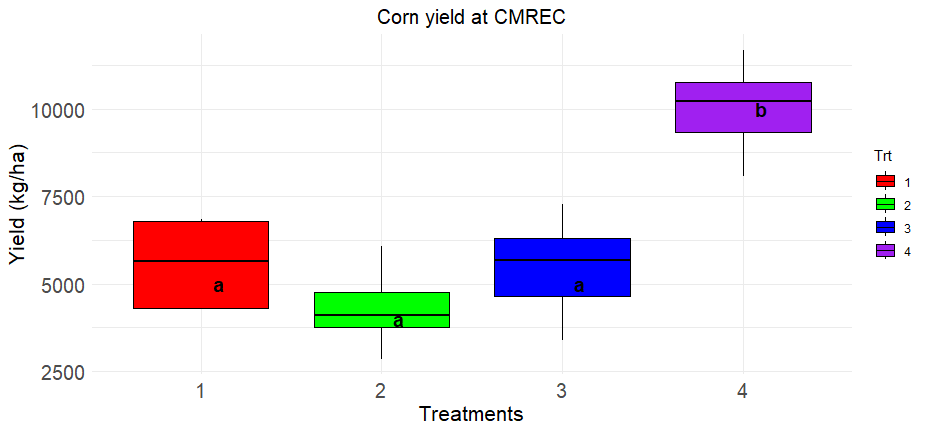 Corn yield at CMREC
Yield (kg/ha)
10000
7500
5000
2500
a
a
a
b
1
2
3
4
Treatments
Trt
1
2
3
4